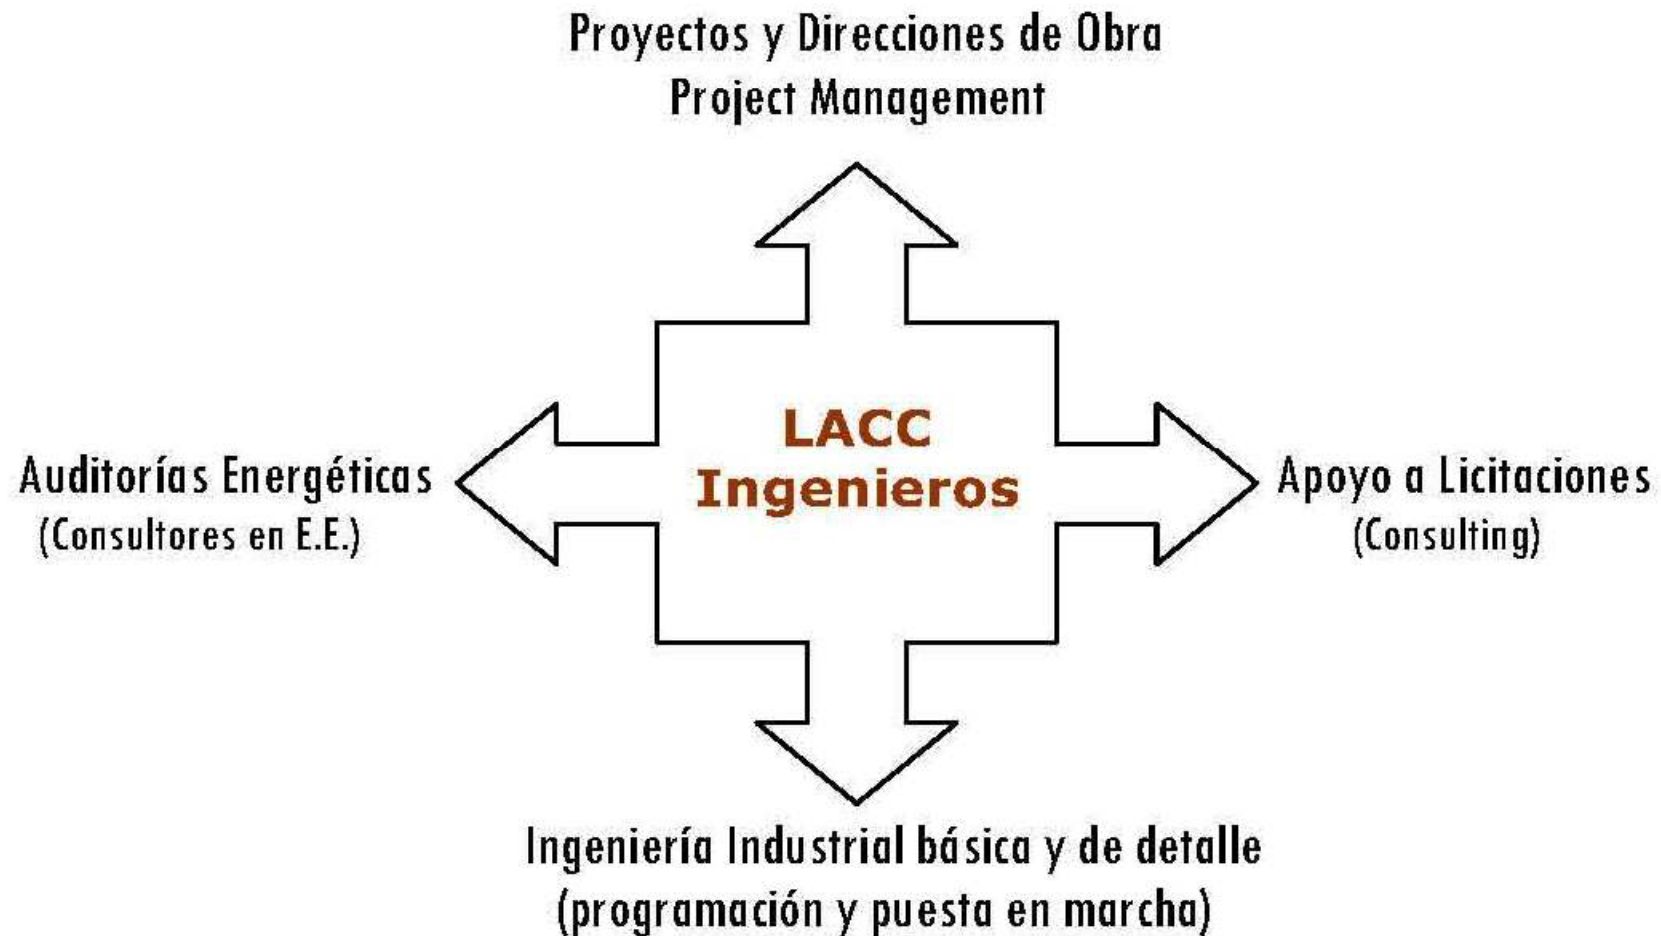 Proyectos y Direcciones de Obra
Project Management
LACC
Ingenieros
Auditorías Energéticas
(Consultores en E.E.)
Apoyo a Licitaciones
(Consulting)
Ingeniería Industrial básica y de detalle
(programación y puesta en marcha)